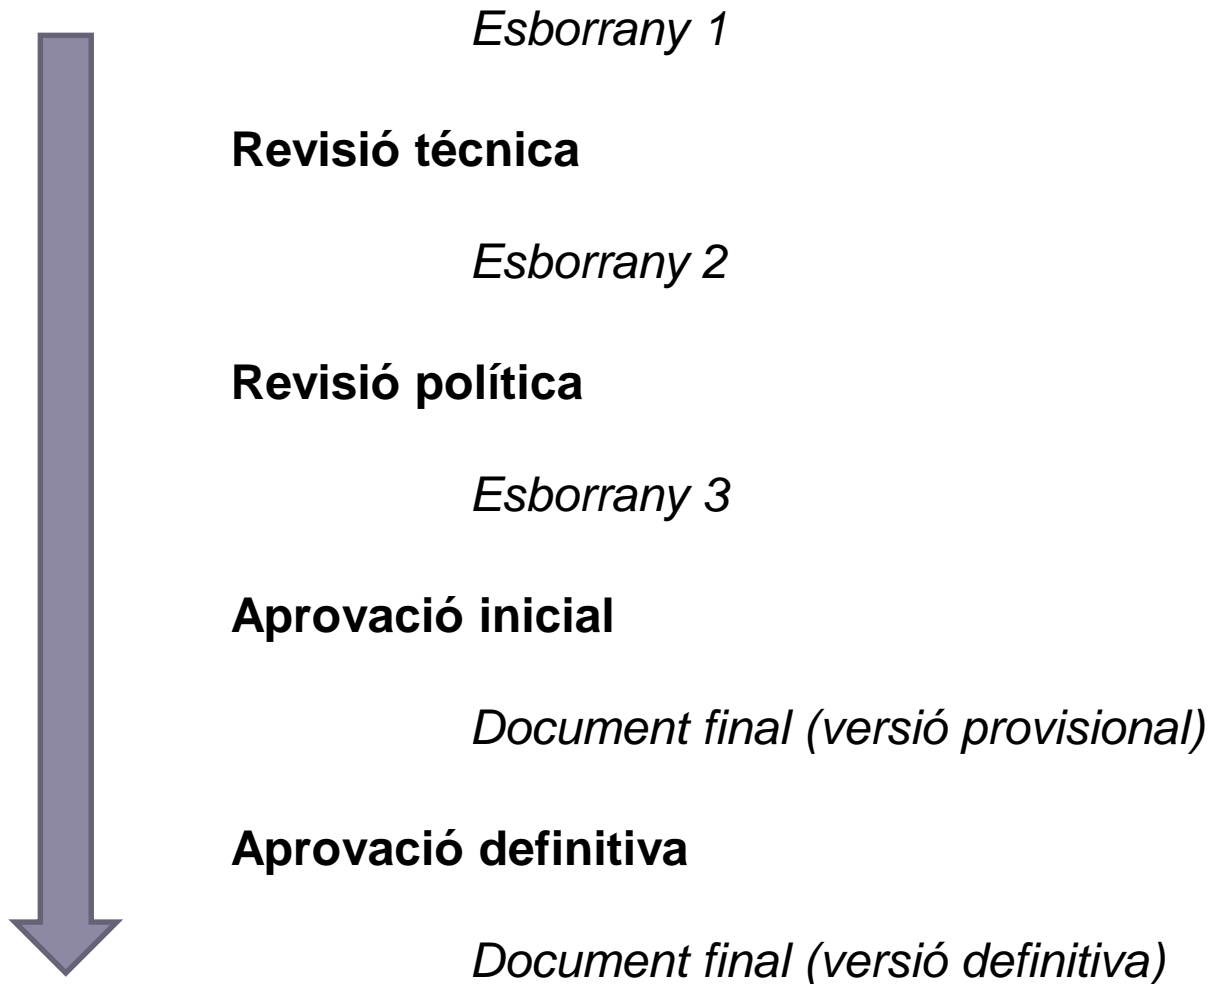 Esborrany 1
Revisió técnica
Esborrany 2
Revisió política
Esborrany 3
Aprovació inicial
Document final (versió provisional)
Aprovació definitiva
Document final (versió definitiva)